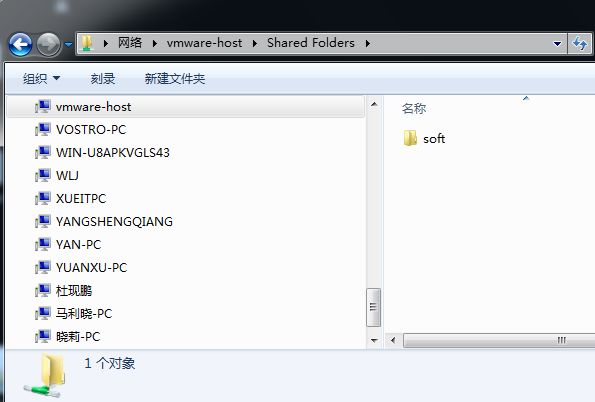 网络 vmware-host Shared Folders
组织 刻录 新建文件夹
vmware-host
VOSTRO-PC
WIN-U8APKVGLS43
WLJ
XUEITPC
YANGSHENGQIANG
YAN-PC
YUANXU-PC
杜现鹏
马利晓-PC
晓莉-PC
名称
soft
1 个对象